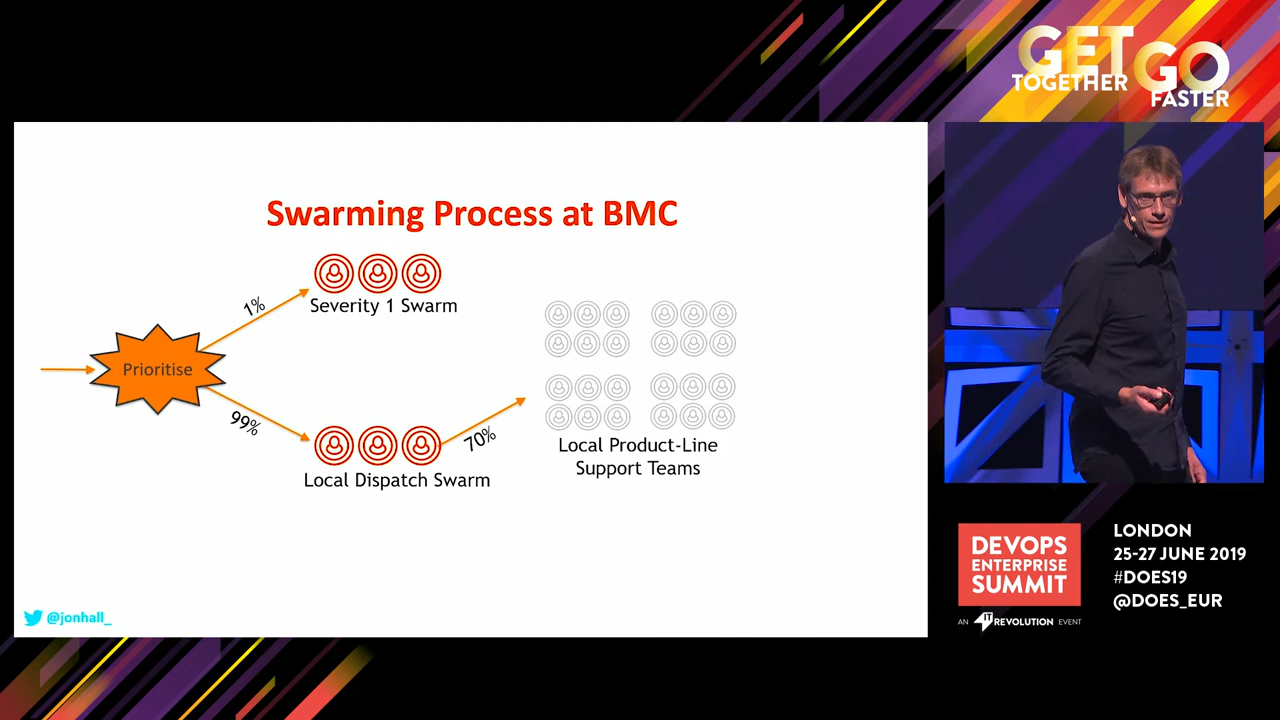 GET
TOGETHER
GO
FASTER
Swarming Process at BMC
1%
Severity 1 Swarm
Prioritise
99%
70%
Local Dispatch Swarm
Local Product-Line
Support Teams
@jonhall_
DEVOPS
ENTERPRISE
SUMMIT
AN IT REVOLUTION EVENT
LONDON
25-27 JUNE 2019
#DOES19
@DOES_EUR